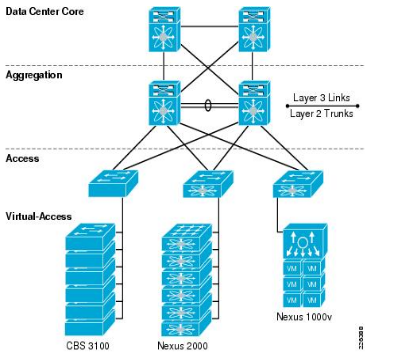 Data Center Core
Aggregation
Layer 3 Links
Layer 2 Trunks
Access
Virtual-Access
VM VM
VM VM
VM VM
Nexus 1000v
CBS 3100
Nexus 2000